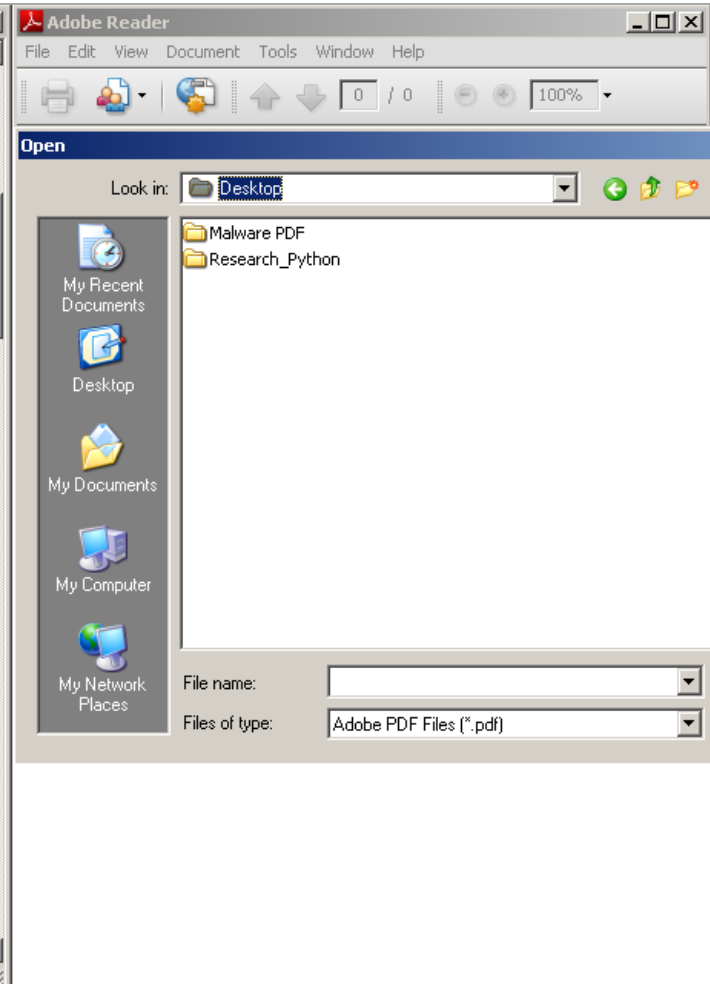 Adobe Reader
File Edit View Document Tools Window Help
0 / 0 100%
Open
Look in: Desktop
Malware PDF
Research_Python
My Recent
Documents
Desktop
My Documents
My Computer
My Network
Places
File name:
Files of type: Adobe PDF Files (*.pdf)